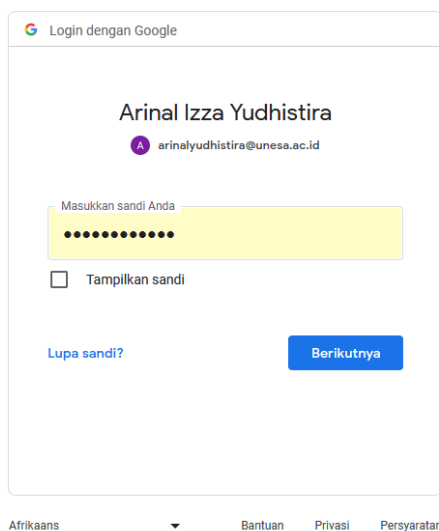 G Login dengan Google
Arinal Izza Yudhistira
A arinalyudhistira@unesa.ac.id
Masukkan sandi Anda
••••••••••••
Tampilkan sandi
Lupa sandi? Berikutnya
Afrikaans Bantuan Privasi Persyaratan